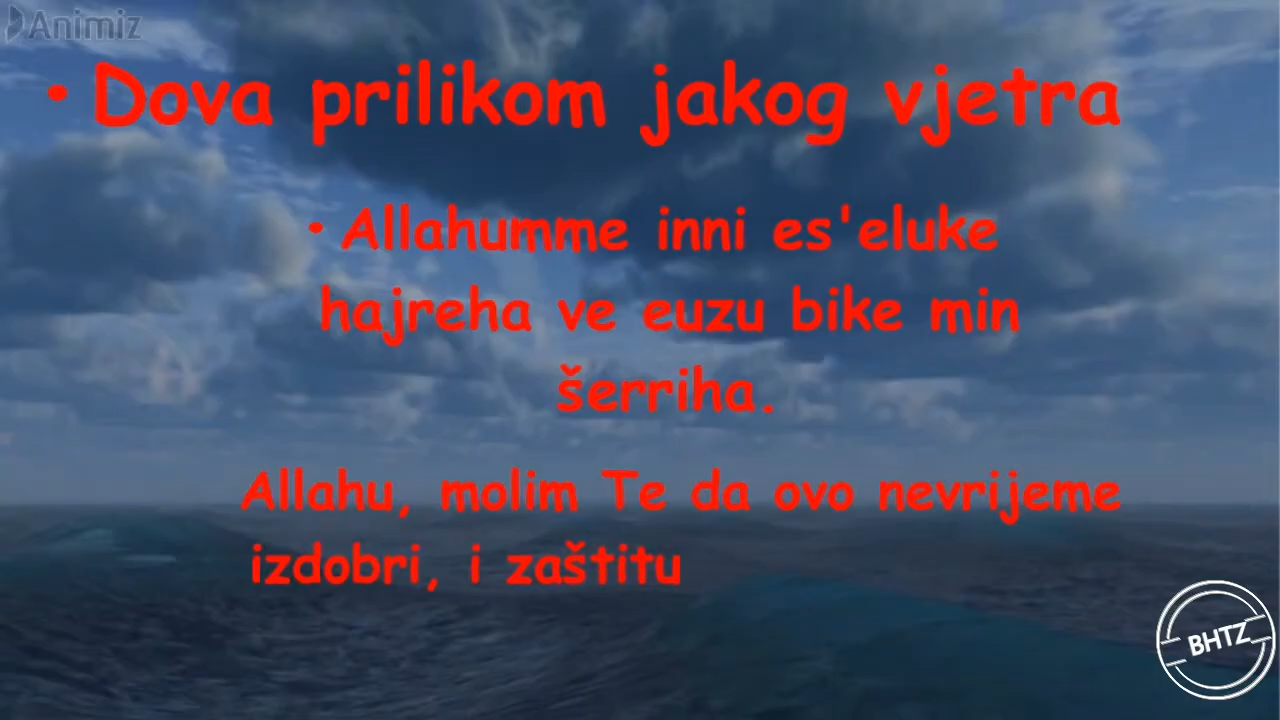 Animiz
• Dova prilikom jakog vjetra
• Allahumme inni es'eluke
hajreha ve euzu bike min
šerriha.
Allahu, molim Te da ovo nevrijeme
izdobri, i zaštitu
BHTZ